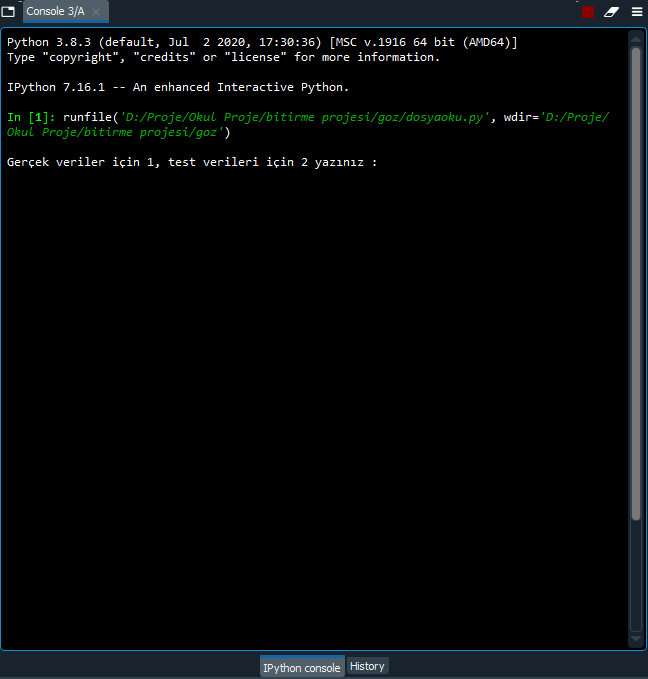 Console 3/A
Python 3.8.3 (default, Jul  2 2020, 17:30:36) [MSC v.1916 64 bit (AMD64)]
Type "copyright", "credits" or "license" for more information.
IPython 7.16.1 -- An enhanced Interactive Python.
In [1]: runfile('D:/Proje/Okul Proje/bitirme projesi/goz/dosyaoku.py', wdir='D:/Proje/
Okul Proje/bitirme projesi/goz')
Gerçek veriler için 1, test verileri için 2 yazınız :
IPython console History